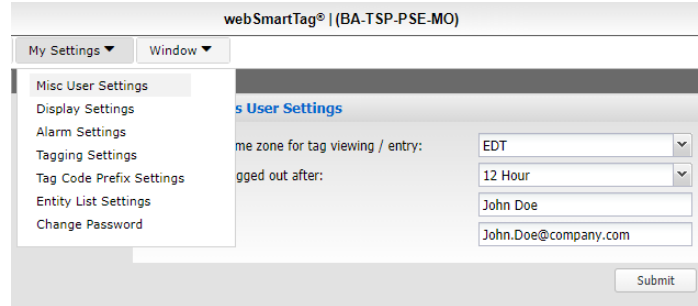 webSmartTag® | (BA-TSP-PSE-MO)
My Settings ▼ Window ▼
Misc User Settings
Display Settings
s User Settings
Alarm Settings
me zone for tag viewing / entry: EDT
Tagging Settings
gged out after: 12 Hour
Tag Code Prefix Settings
Entity List Settings
John Doe
Change Password
John.Doe@company.com
Submit